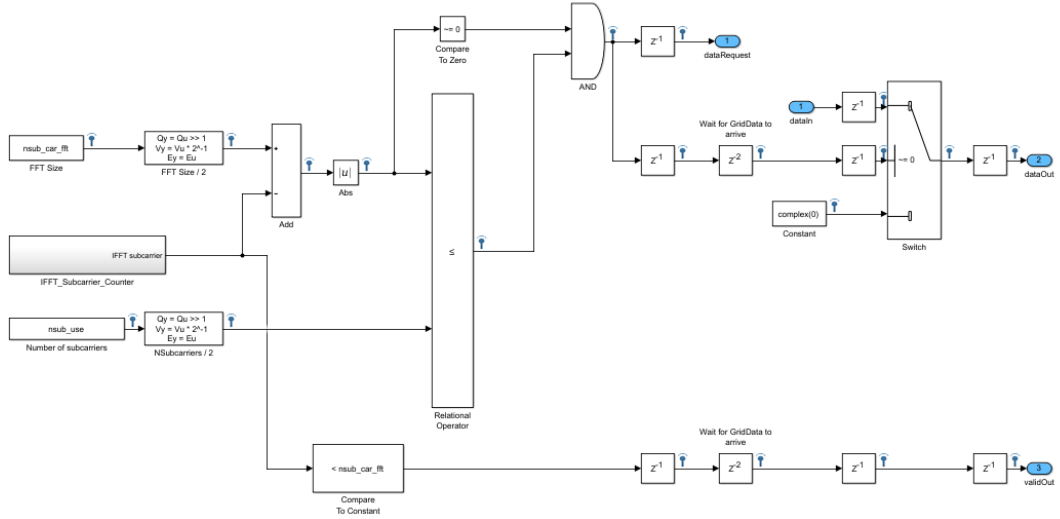 ~= 0
Compare
To Zero
AND
z-1
1
dataRequest
1
dataIn
z-1
nsub_car_fft
FFT Size
Qy = Qu >> 1
Vy = Vu * 2^-1
Ey = Eu
FFT Size / 2
+
−
Add
|u|
Abs
≤
Relational
Operator
Wait for GridData to
arrive
z-1
z-2
z-1
~= 0
Switch
z-1
2
dataOut
complex(0)
Constant
IFFT subcarrier
IFFT_Subcarrier_Counter
nsub_use
Number of subcarriers
Qy = Qu >> 1
Vy = Vu * 2^-1
Ey = Eu
NSubcarriers / 2
< nsub_car_fft
Compare
To Constant
Wait for GridData to
arrive
z-1
z-2
z-1
z-1
3
validOut